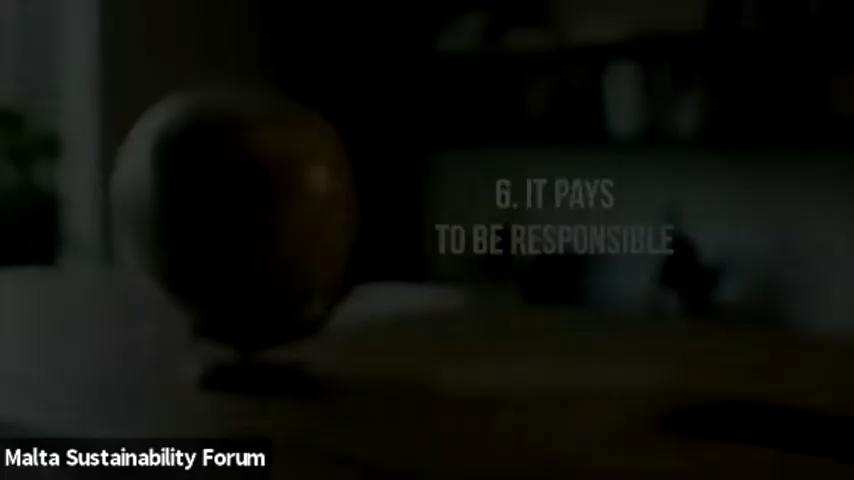 6. IT PAYS
TO BE RESPONSIBLE
Malta Sustainability Forum